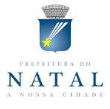 PREFEITURA DO
NATAL
A NOSSA CIDADE